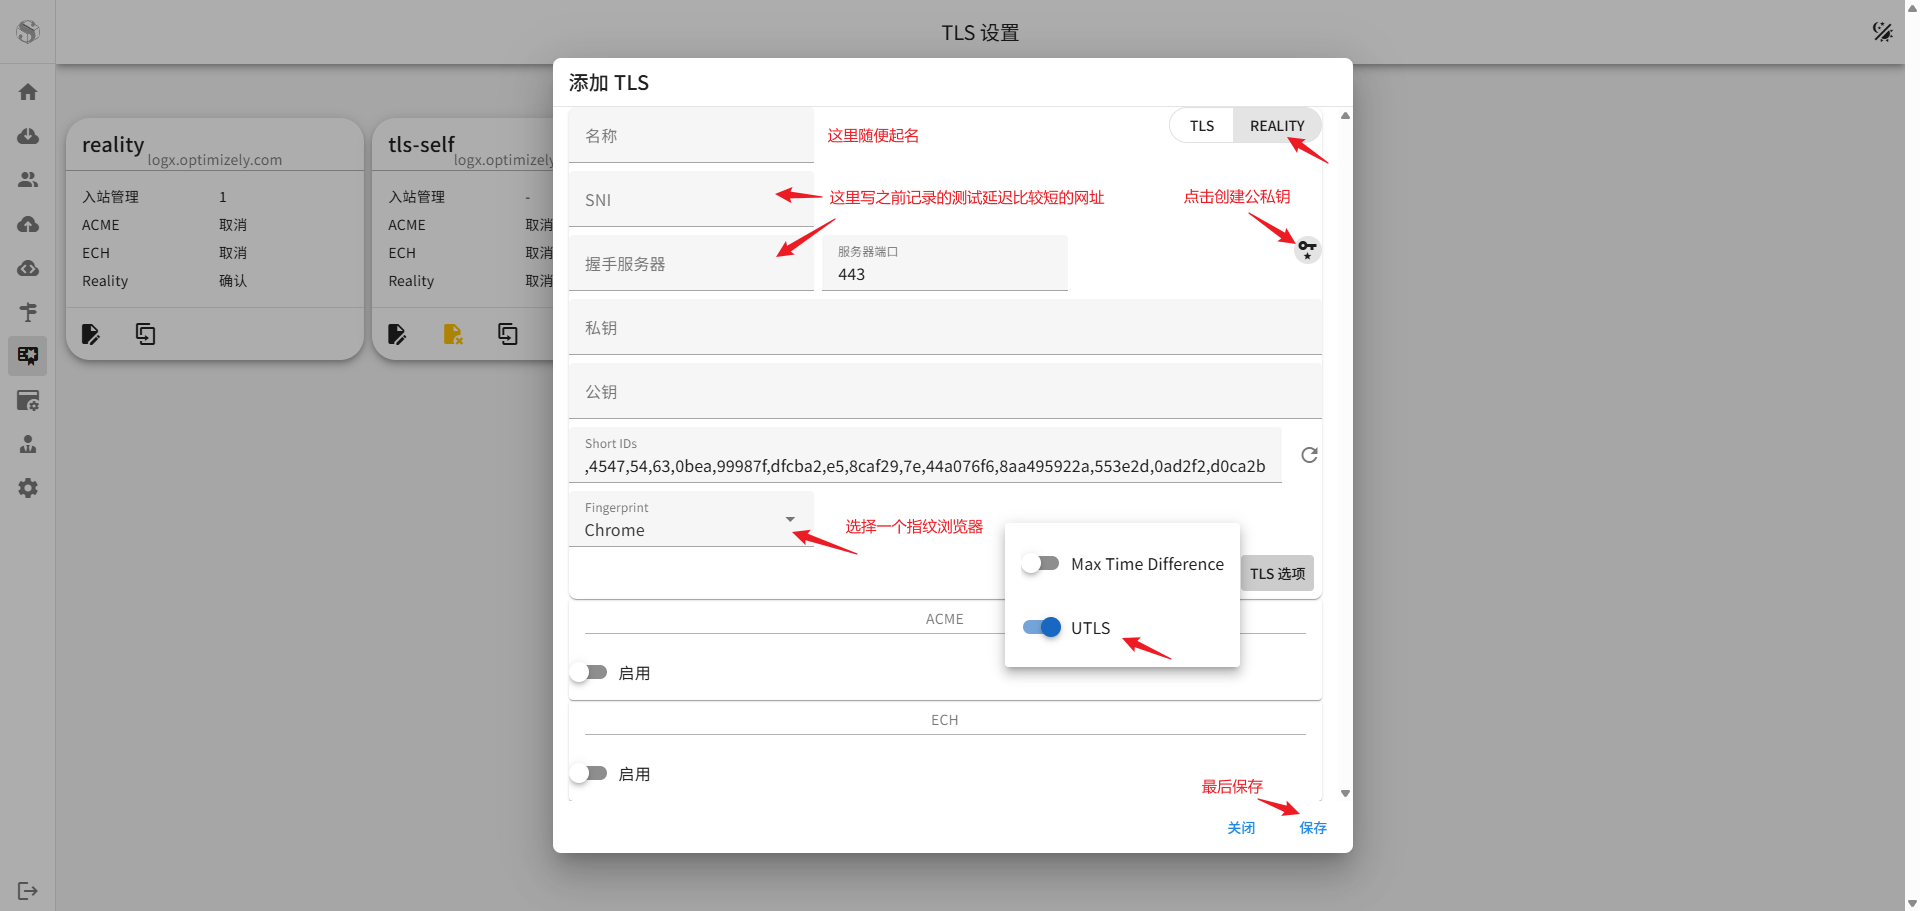 TLS 设置
添加 TLS
名称
这里随便起名
TLS
REALITY
SNI
这里写之前记录的测试延迟比较短的网址
点击创建公私钥
握手服务器
服务器端口
443
私钥
公钥
Short IDs
,4547,54,63,0bea,99987f,dfcba2,e5,8caf29,7e,44a076f6,8aa495922a,553e2d,0ad2f2,d0ca2b
Fingerprint
Chrome
选择一个指纹浏览器
Max Time Difference
UTLS
TLS 选项
ACME
启用
ECH
启用
最后保存
关闭
保存
reality
logx.optimizely.com
入站管理 1
ACME 取消
ECH 取消
Reality 确认
tls-self
logx.optimizely
入站管理 -
ACME 取消
ECH 取消
Reality 取消